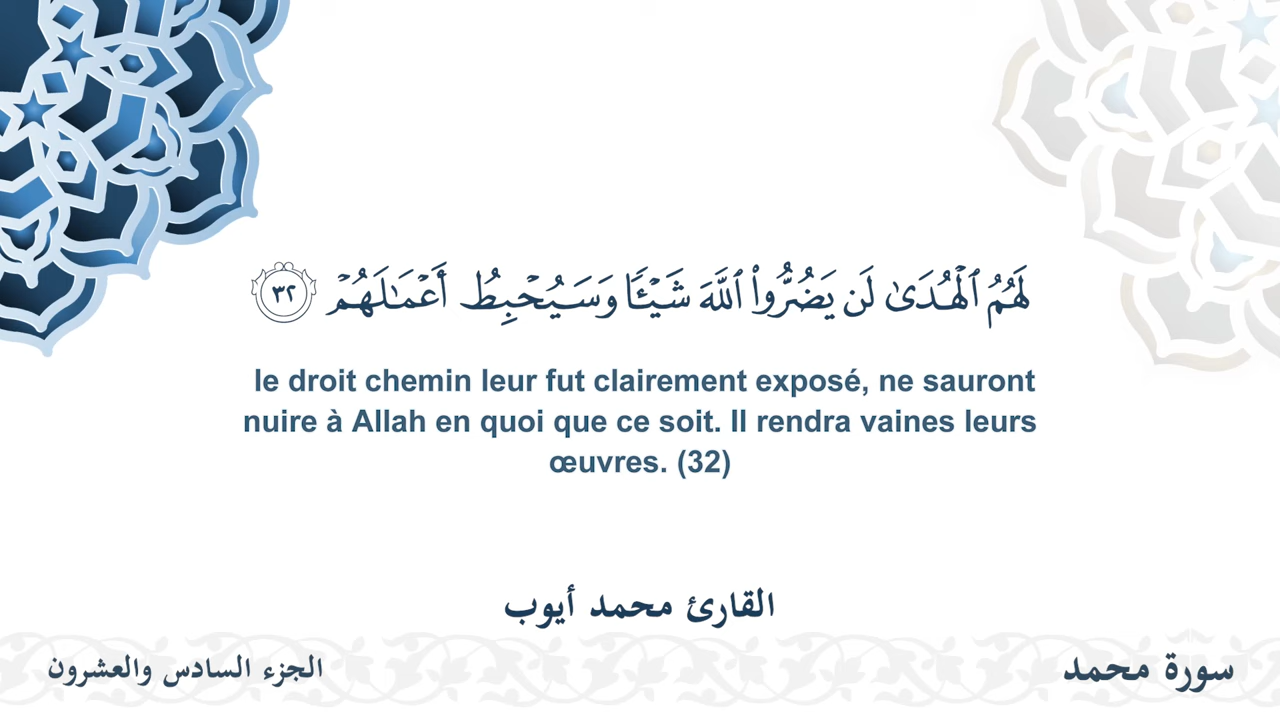 لَهُمُ ٱلْهُدَىٰ لَن يَضُرُّوا۟ ٱللَّهَ شَيْـًٔا وَسَيُحْبِطُ أَعْمَـٰلَهُمْ ٣٢
le droit chemin leur fut clairement exposé, ne sauront
nuire à Allah en quoi que ce soit. Il rendra vaines leurs
œuvres. (32)
القارئ محمد أيوب
سورة محمد
الجزء السادس والعشرون